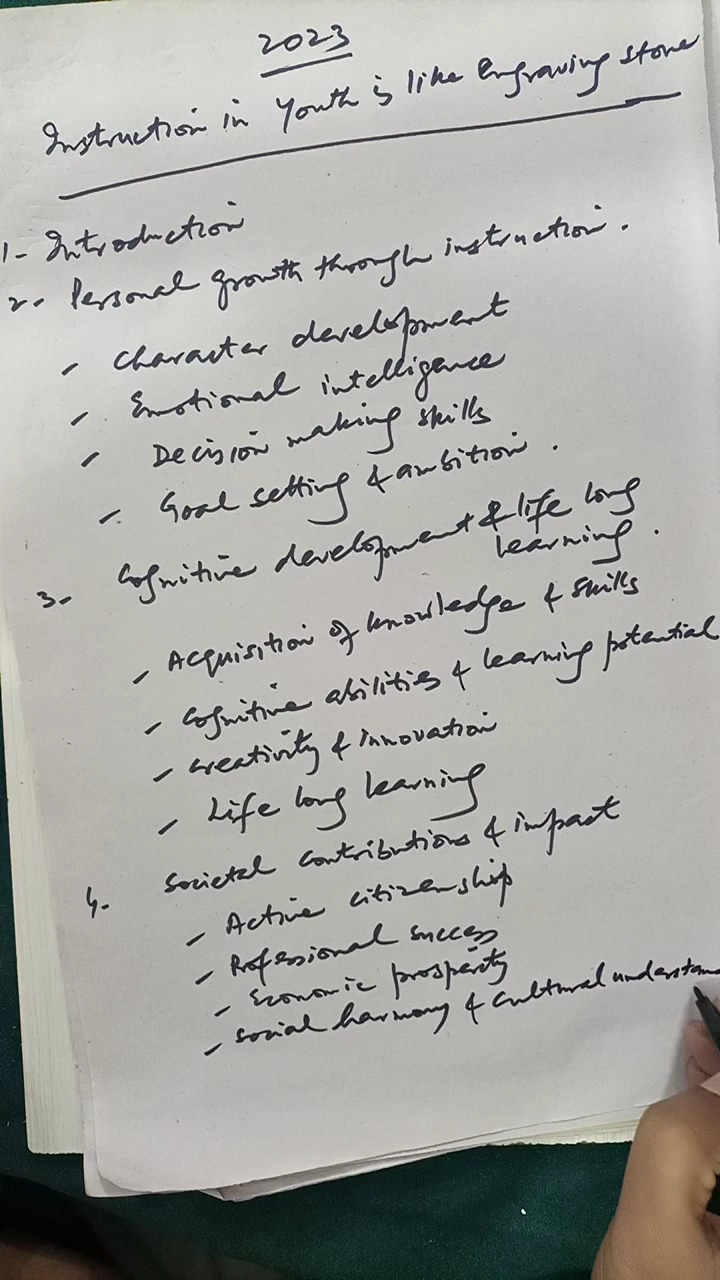 2023
Instruction in Youth is like Engraving stone
1- Introduction
2. Personal growth through instruction.
- Character development
- Emotional intelligence
- Decision making skills
- Goal setting & ambition.
3. Cognitive development & life long
learning.
- Acquisition of knowledge & skills
- Cognitive abilities & learning potential
- Creativity & innovation
- Life long learning
4. Societal contributions & impact
- Active citizenship
- Professional success
- Economic prosperity
- Social harmony & cultural understan